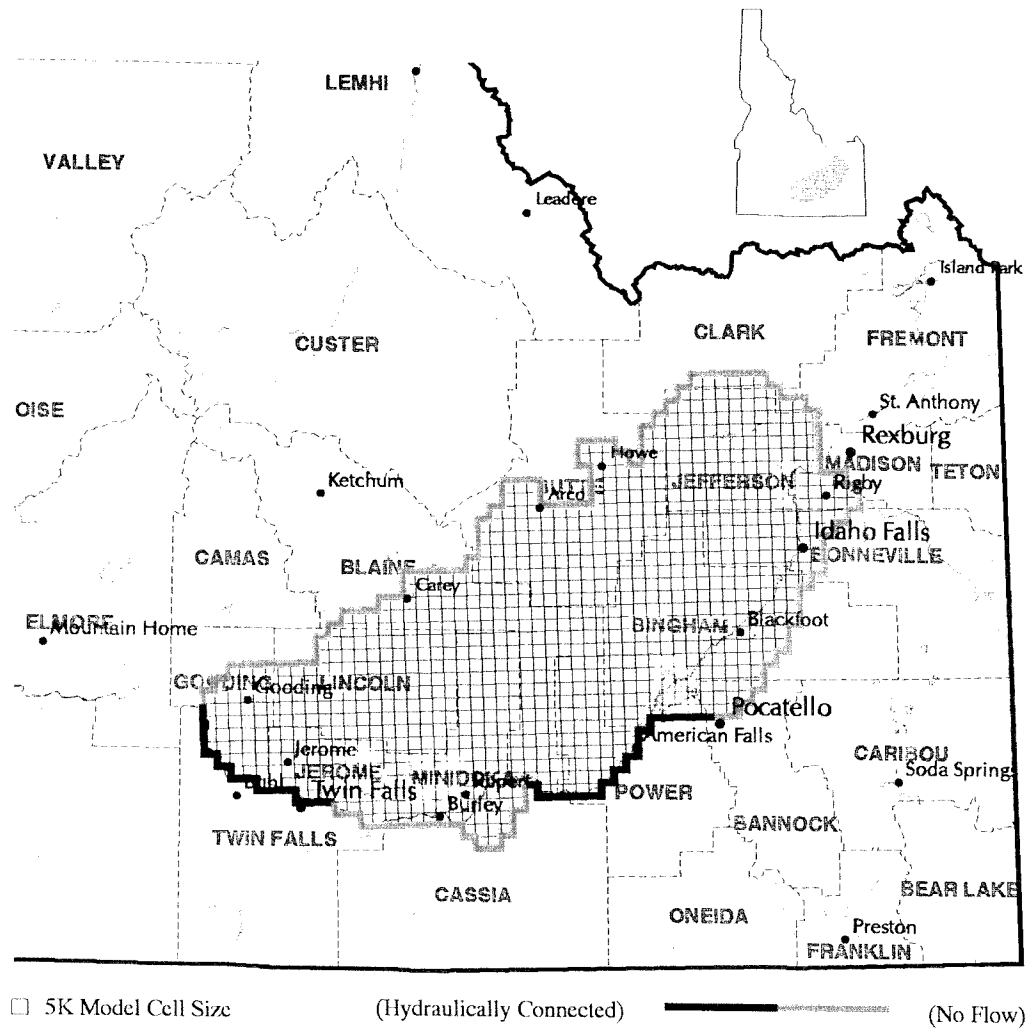 LEMHI
VALLEY
Leadore
Island Park
CLARK
FREMONT
CUSTER
OISE
St. Anthony
Rexburg
Howe
MADISON
TETON
Ketchum
JEFFERSON
Rigby
Arco
Idaho Falls
BONNEVILLE
CAMAS
BLAINE
Carey
ELMORE
Mountain Home
BINGHAM
Blackfoot
GOODING
Gooding
LINCOLN
Pocatello
American Falls
Jerome
JEROME
CARIBOU
Soda Springs
MINIDOKA
Rupert
Buhl
Twin Falls
POWER
Burley
TWIN FALLS
BANNOCK
CASSIA
BEAR LAKE
ONEIDA
Preston
FRANKLIN
5K Model Cell Size
(Hydraulically Connected)
(No Flow)